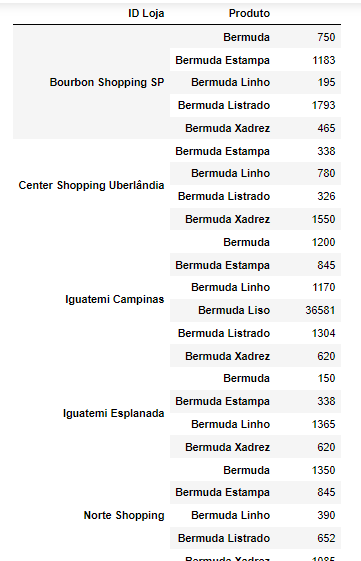 ID Loja Produto
Bermuda 750
Bermuda Estampa 1183
Bourbon Shopping SP Bermuda Linho 195
Bermuda Listrado 1793
Bermuda Xadrez 465
Bermuda Estampa 338
Center Shopping Uberlândia Bermuda Linho 780
Bermuda Listrado 326
Bermuda Xadrez 1550
Bermuda 1200
Bermuda Estampa 845
Bermuda Linho 1170
Iguatemi Campinas
Bermuda Liso 36581
Bermuda Listrado 1304
Bermuda Xadrez 620
Bermuda 150
Bermuda Estampa 338
Iguatemi Esplanada
Bermuda Linho 1365
Bermuda Xadrez 620
Bermuda 1350
Bermuda Estampa 845
Norte Shopping Bermuda Linho 390
Bermuda Listrado 652
Bermuda Xadrez 1085